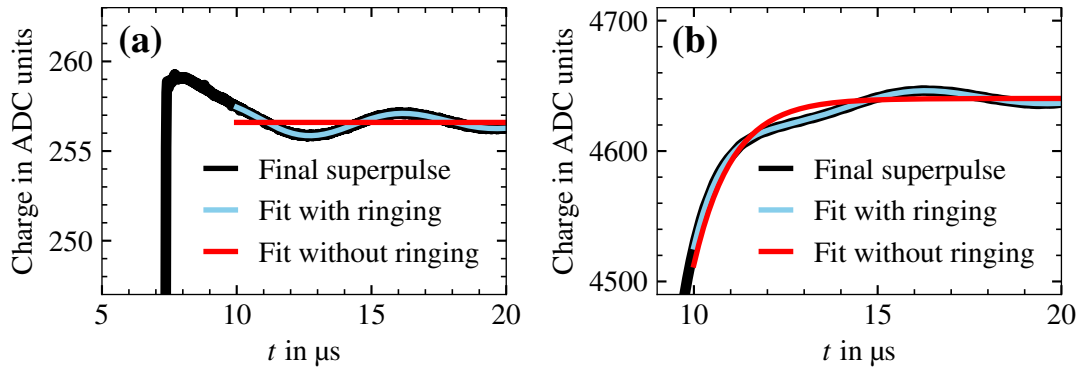 (a)
Charge in ADC units
260
255
250
Final superpulse
Fit with ringing
Fit without ringing
5
10
15
20
t in µs
(b)
Charge in ADC units
4700
4600
4500
Final superpulse
Fit with ringing
Fit without ringing
10
15
20
t in µs